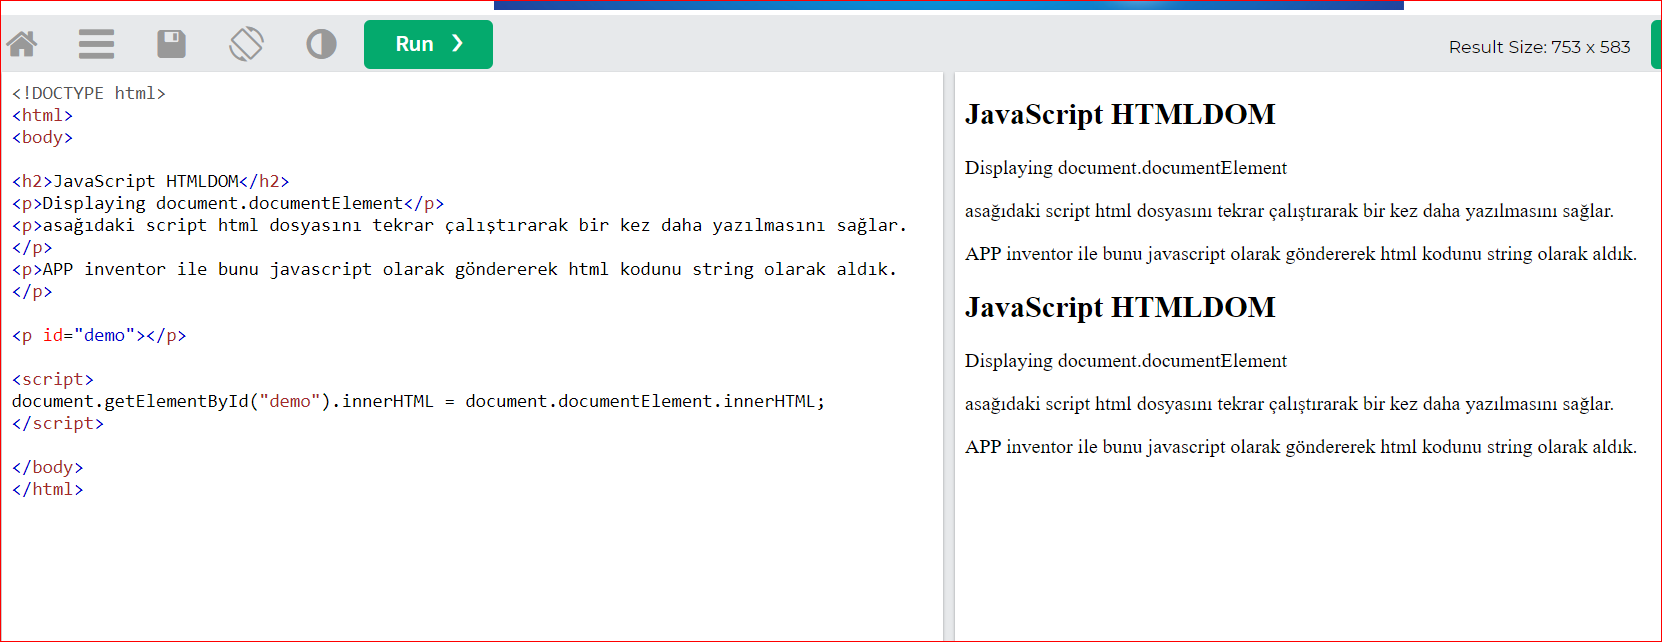 Run ❯
Result Size: 753 x 583
<!DOCTYPE html>
<html>
<body>
<h2>JavaScript HTMLDOM</h2>
<p>Displaying document.documentElement</p>
<p>asağıdaki script html dosyasını tekrar çalıştırarak bir kez daha yazılmasını sağlar.
</p>
<p>APP inventor ile bunu javascript olarak göndererek html kodunu string olarak aldık.
</p>
<p id="demo"></p>
<script>
document.getElementById("demo").innerHTML = document.documentElement.innerHTML;
</script>
</body>
</html>
JavaScript HTMLDOM
Displaying document.documentElement
asağıdaki script html dosyasını tekrar çalıştırarak bir kez daha yazılmasını sağlar.
APP inventor ile bunu javascript olarak göndererek html kodunu string olarak aldık.
JavaScript HTMLDOM
Displaying document.documentElement
asağıdaki script html dosyasını tekrar çalıştırarak bir kez daha yazılmasını sağlar.
APP inventor ile bunu javascript olarak göndererek html kodunu string olarak aldık.